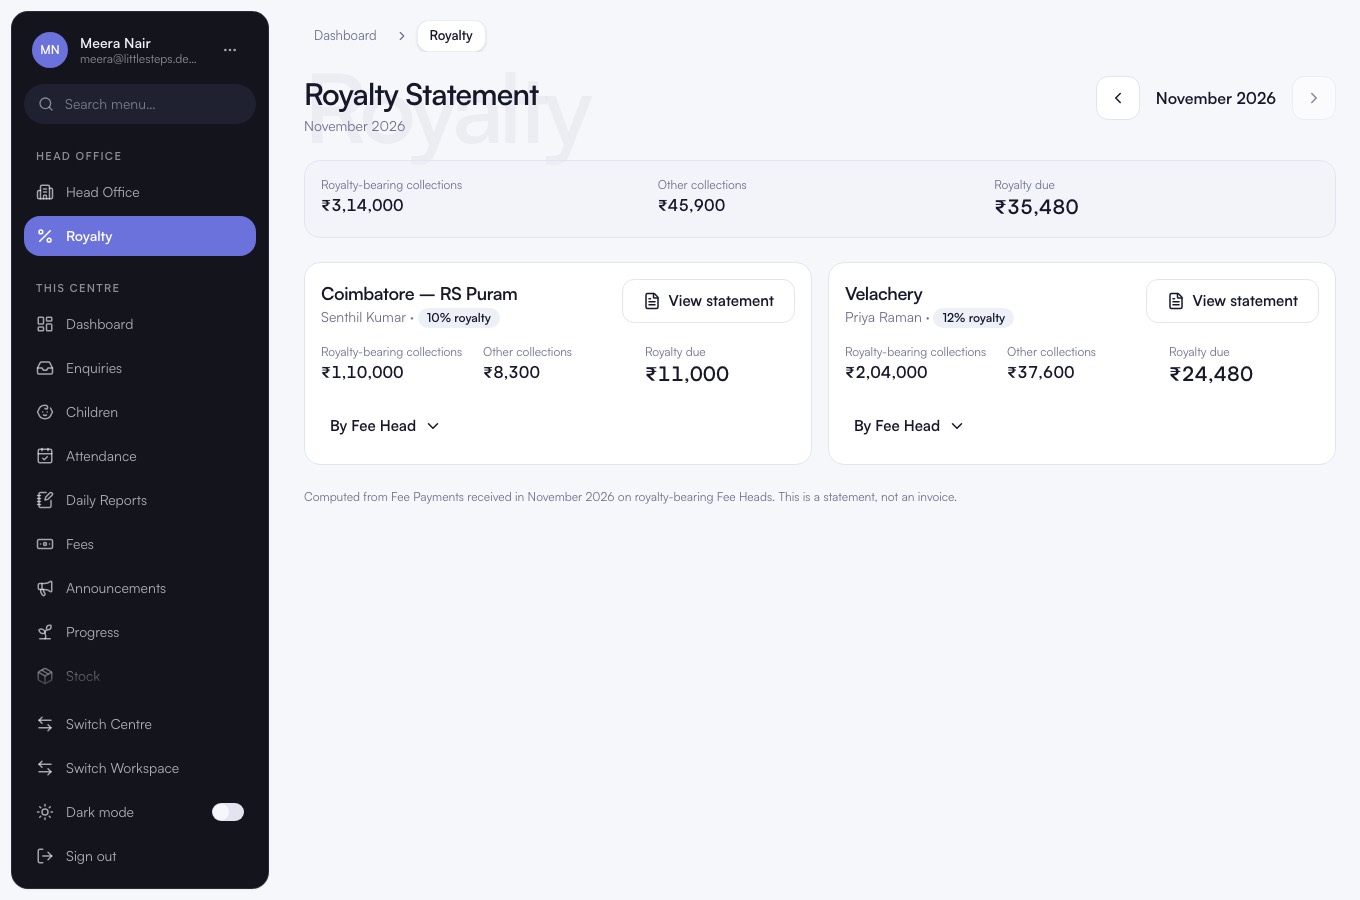 MN
Meera Nair
meera@littlesteps.de...
Search menu...
HEAD OFFICE
Head Office
Royalty
THIS CENTRE
Dashboard
Enquiries
Children
Attendance
Daily Reports
Fees
Announcements
Progress
Stock
Switch Centre
Switch Workspace
Dark mode
Sign out
Dashboard
Royalty
Royalty
Royalty Statement
November 2026
November 2026
Royalty-bearing collections
₹3,14,000
Other collections
₹45,900
Royalty due
₹35,480
Coimbatore — RS Puram
Senthil Kumar · 10% royalty
View statement
Royalty-bearing collections
₹1,10,000
Other collections
₹8,300
Royalty due
₹11,000
By Fee Head
Velachery
Priya Raman · 12% royalty
View statement
Royalty-bearing collections
₹2,04,000
Other collections
₹37,600
Royalty due
₹24,480
By Fee Head
Computed from Fee Payments received in November 2026 on royalty-bearing Fee Heads. This is a statement, not an invoice.